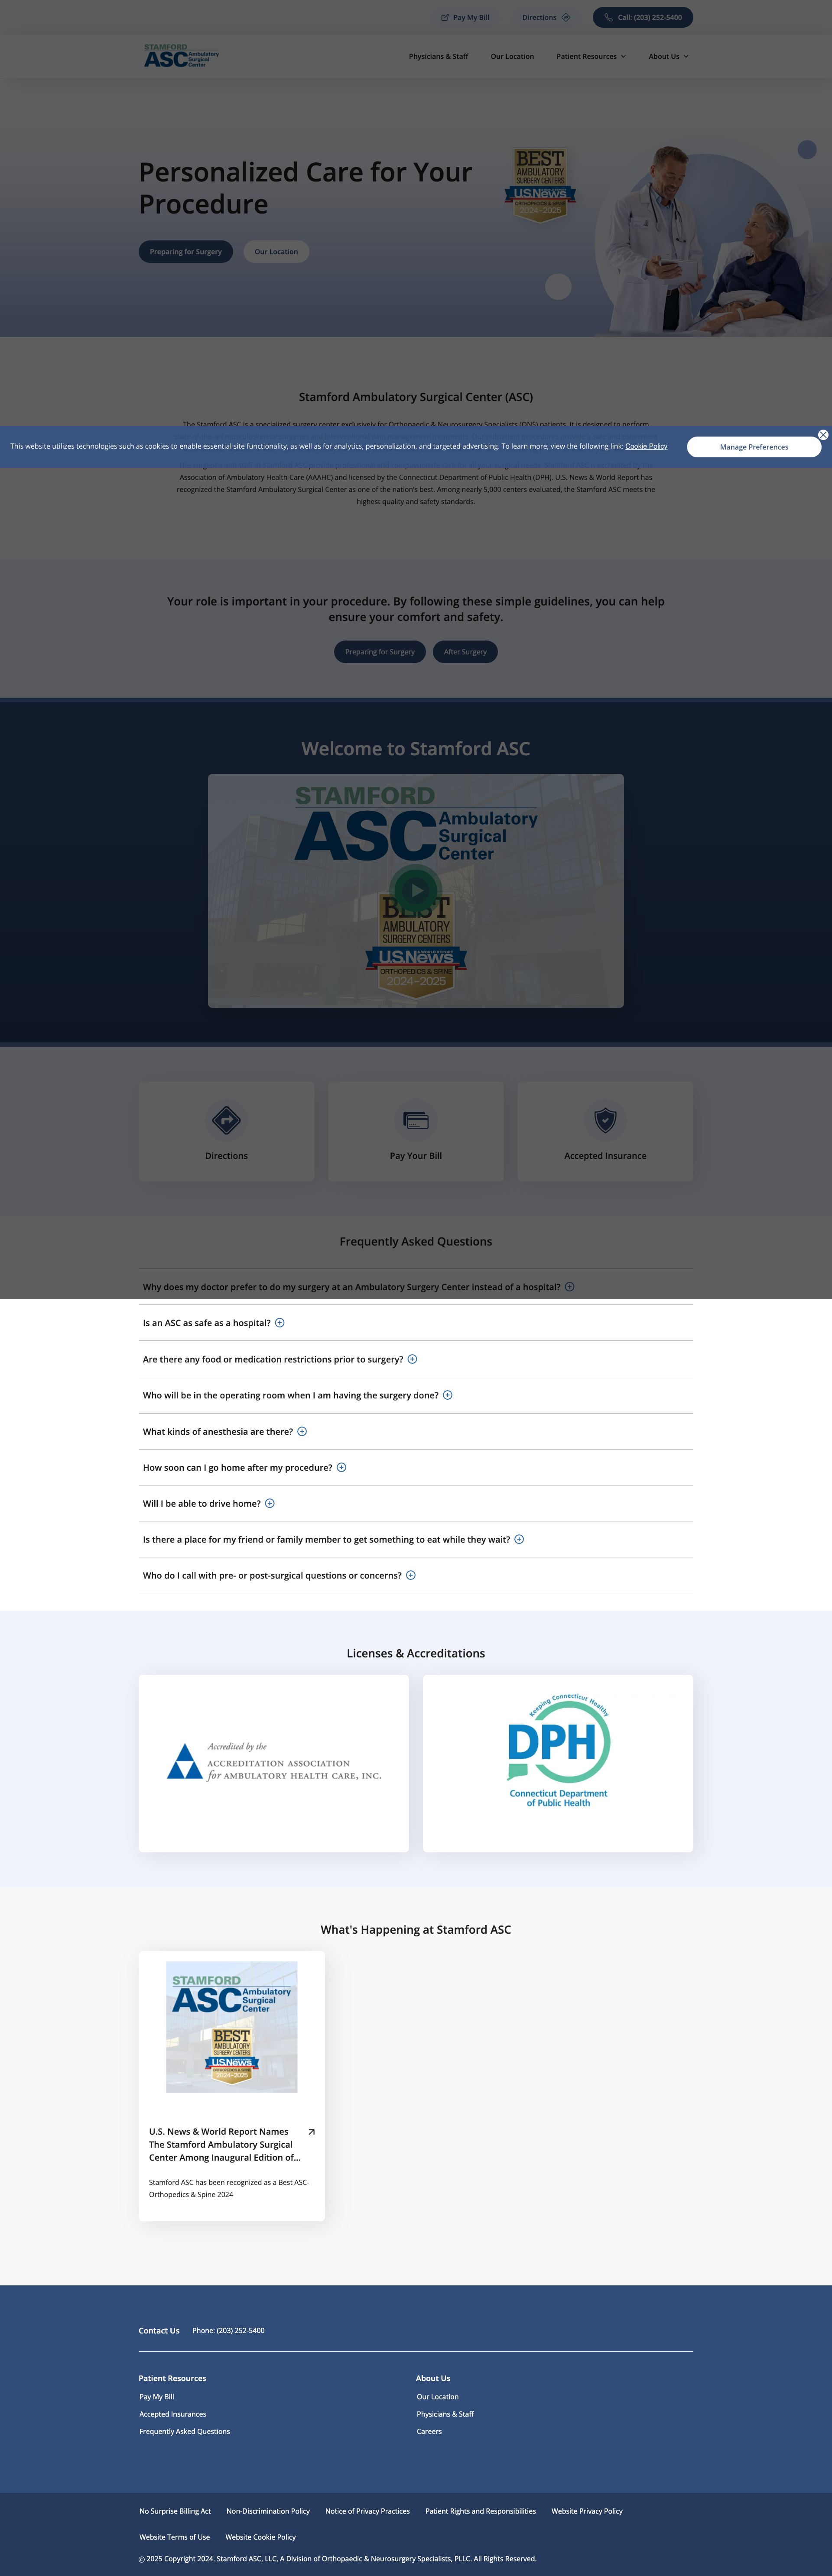 Pay My Bill
Directions
Call: (203) 252-5400
STAMFORD
ASC Ambulatory Surgical Center
Physicians & Staff
Our Location
Patient Resources
About Us
Personalized Care for Your
Procedure
BEST
AMBULATORY
SURGERY CENTERS
U.S.News
ORTHOPEDICS & SPINE
2024-2025
Preparing for Surgery
Our Location
Stamford Ambulatory Surgical Center (ASC)
The Stamford ASC is a specialized surgery center exclusively for Orthopaedic & Neurosurgery Specialists (ONS) patients. It is designed to perform
This website utilizes technologies such as cookies to enable essential site functionality, as well as for analytics, personalization, and targeted advertising. To learn more, view the following link: Cookie Policy
Manage Preferences
Association of Ambulatory Health Care (AAAHC) and licensed by the Connecticut Department of Public Health (DPH). U.S. News & World Report has
recognized the Stamford Ambulatory Surgical Center as one of the nation's best. Among nearly 5,000 centers evaluated, the Stamford ASC meets the
highest quality and safety standards.
Your role is important in your procedure. By following these simple guidelines, you can help
ensure your comfort and safety.
Preparing for Surgery
After Surgery
Welcome to Stamford ASC
STAMFORD
ASC Ambulatory
Surgical
Center
BEST
AMBULATORY
SURGERY CENTERS
U.S.News
ORTHOPEDICS & SPINE
2024-2025
Directions
Pay Your Bill
Accepted Insurance
Frequently Asked Questions
Why does my doctor prefer to do my surgery at an Ambulatory Surgery Center instead of a hospital?
Is an ASC as safe as a hospital?
Are there any food or medication restrictions prior to surgery?
Who will be in the operating room when I am having the surgery done?
What kinds of anesthesia are there?
How soon can I go home after my procedure?
Will I be able to drive home?
Is there a place for my friend or family member to get something to eat while they wait?
Who do I call with pre- or post-surgical questions or concerns?
Licenses & Accreditations
Accredited by the
ACCREDITATION ASSOCIATION
for AMBULATORY HEALTH CARE, INC.
Keeping Connecticut Healthy
DPH
Connecticut Department
of Public Health
What's Happening at Stamford ASC
STAMFORD
ASC Ambulatory
Surgical
Center
BEST
AMBULATORY
SURGERY CENTERS
U.S.News
ORTHOPEDICS & SPINE
2024-2025
U.S. News & World Report Names
The Stamford Ambulatory Surgical
Center Among Inaugural Edition of...
Stamford ASC has been recognized as a Best ASC-
Orthopedics & Spine 2024
Contact Us
Phone: (203) 252-5400
Patient Resources
Pay My Bill
Accepted Insurances
Frequently Asked Questions
About Us
Our Location
Physicians & Staff
Careers
No Surprise Billing Act
Non-Discrimination Policy
Notice of Privacy Practices
Patient Rights and Responsibilities
Website Privacy Policy
Website Terms of Use
Website Cookie Policy
© 2025 Copyright 2024. Stamford ASC, LLC, A Division of Orthopaedic & Neurosurgery Specialists, PLLC. All Rights Reserved.